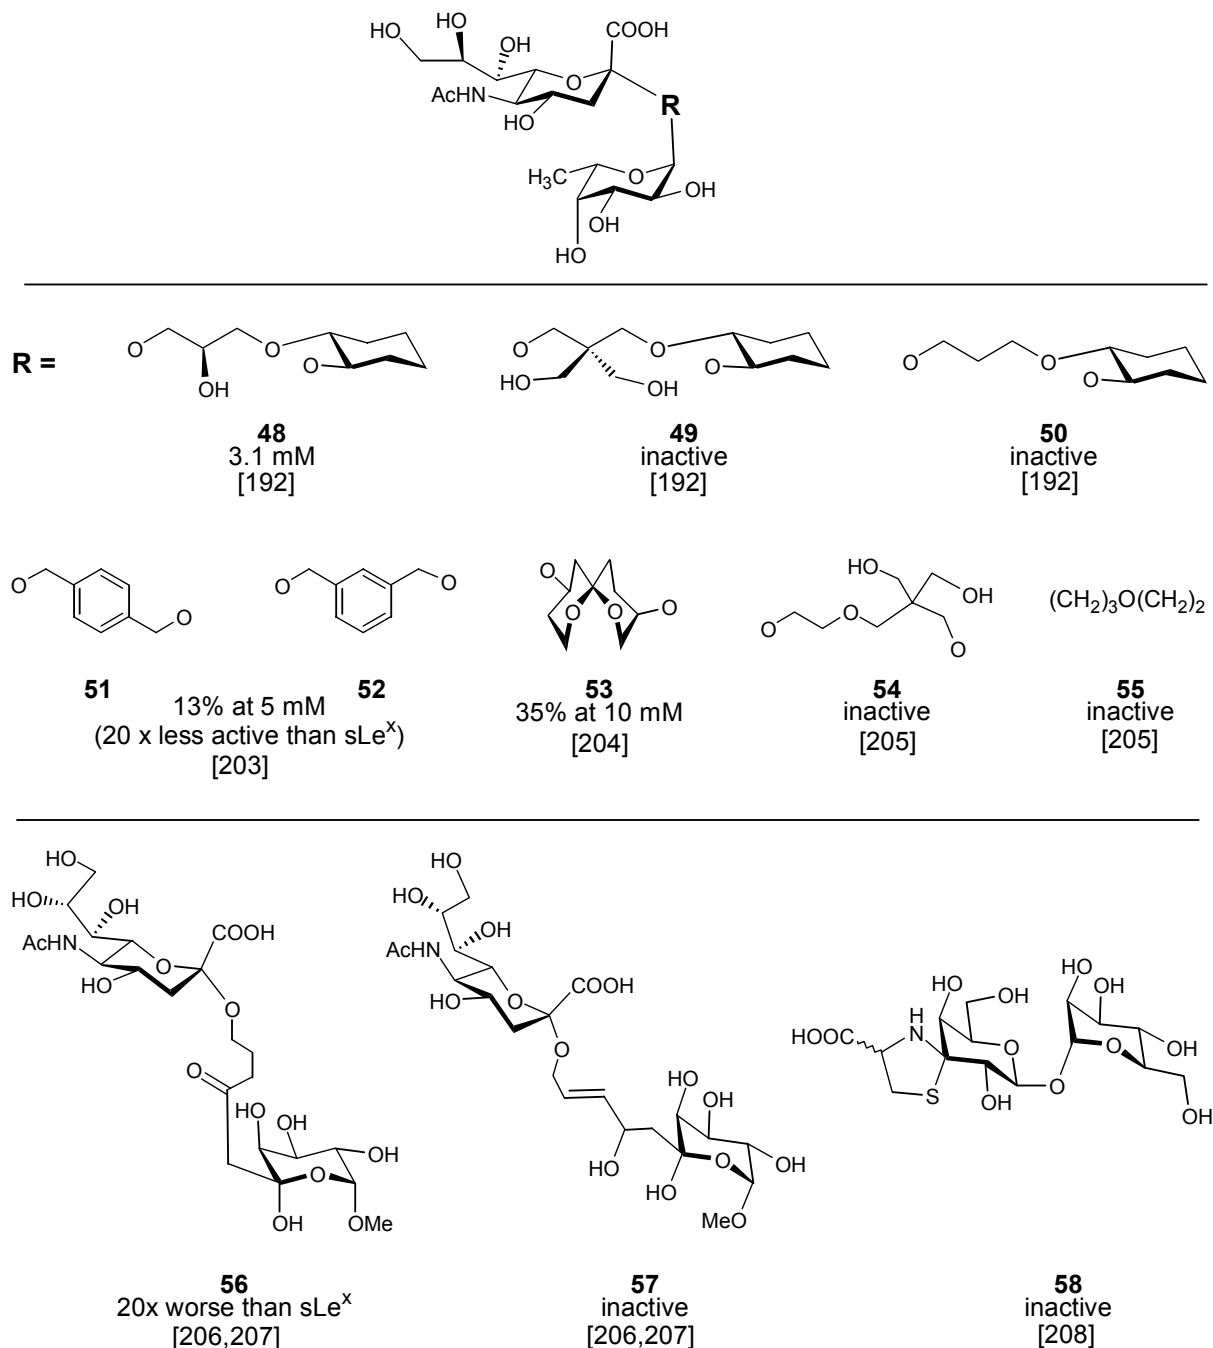 HO
HO
OH
COOH
O
AcHN
HO
R
H3C
O
OH
OH
HO
R =
O
OH
O
O
O
HO
OH
O
O
O
O
O
48
49
50
3.1 mM
inactive
inactive
[192]
[192]
[192]
O
O
O
O
O
O
O
O
HO
OH
O
O
O
(CH2)3O(CH2)2
51
52
53
54
55
13% at 5 mM
35% at 10 mM
inactive
inactive
(20 x less active than sLex)
[204]
[205]
[205]
[203]
HO
HO
OH
AcHN
O
COOH
HO
O
O
HO
OH
OH
O
OH
OMe
HO
HO
OH
AcHN
O
COOH
HO
O
HO
HO
OH
O
OH
HO
MeO
HO
OH
HOOC
H
N
S
O
OH
O
HO
OH
O
OH
OH
56
57
58
20x worse than sLex
inactive
inactive
[206,207]
[206,207]
[208]